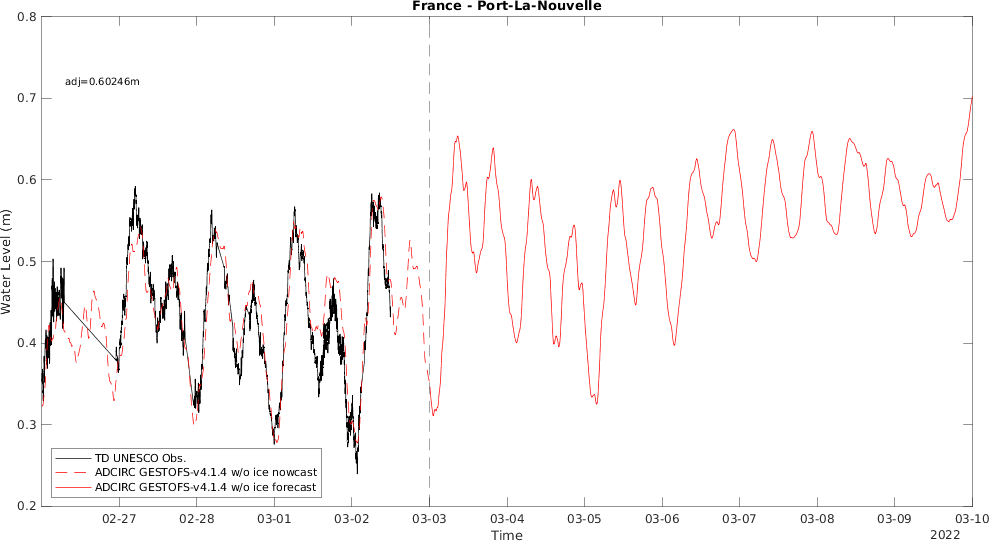 France - Port-La-Nouvelle
0.8
0.7
0.6
0.5
0.4
0.3
0.2
Water Level (m)
adj=0.60246m
TD UNESCO Obs.
ADCIRC GESTOFS-v4.1.4 w/o ice nowcast
ADCIRC GESTOFS-v4.1.4 w/o ice forecast
02-27 02-28 03-01 03-02 03-03 03-04 03-05 03-06 03-07 03-08 03-09 03-10
Time
2022